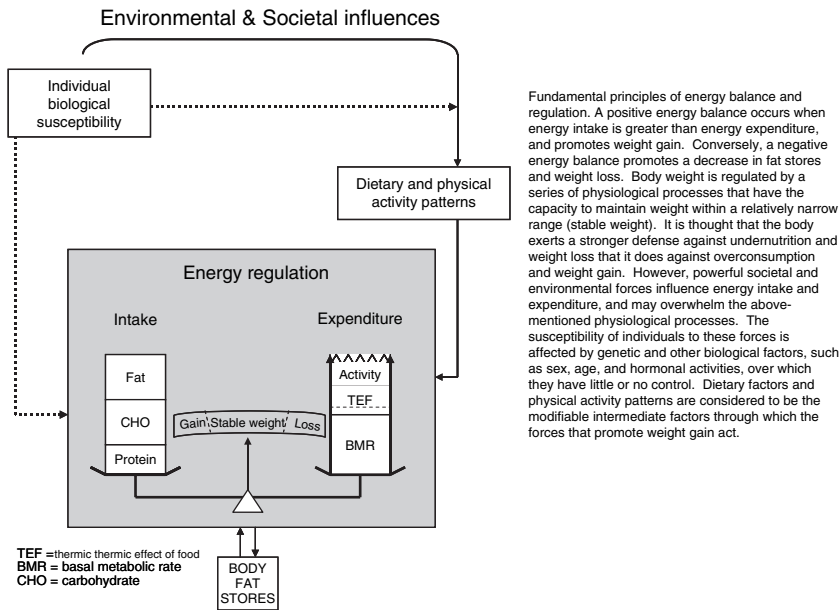 Environmental & Societal influences
Individual
biological
susceptibility
Dietary and physical
activity patterns
Energy regulation
Intake
Expenditure
Fat
CHO
Protein
Gain
Stable weight
Loss
Activity
TEF
BMR
TEF =thermic thermic effect of food
BMR = basal metabolic rate
CHO = carbohydrate
BODY
FAT
STORES
Fundamental principles of energy balance and
regulation. A positive energy balance occurs when
energy intake is greater than energy expenditure,
and promotes weight gain. Conversely, a negative
energy balance promotes a decrease in fat stores
and weight loss. Body weight is regulated by a
series of physiological processes that have the
capacity to maintain weight within a relatively narrow
range (stable weight). It is thought that the body
exerts a stronger defense against undernutrition and
weight loss that it does against overconsumption
and weight gain. However, powerful societal and
environmental forces influence energy intake and
expenditure, and may overwhelm the above-
mentioned physiological processes. The
susceptibility of individuals to these forces is
affected by genetic and other biological factors, such
as sex, age, and hormonal activities, over which
they have little or no control. Dietary factors and
physical activity patterns are considered to be the
modifiable intermediate factors through which the
forces that promote weight gain act.